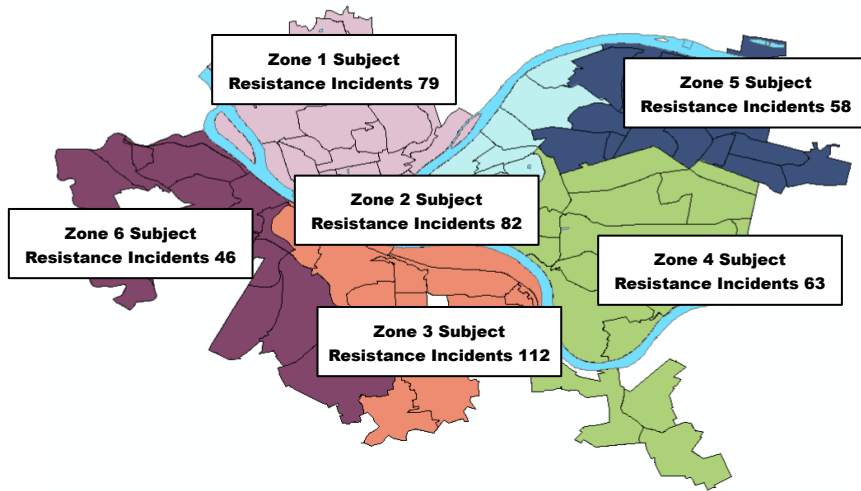 Zone 1 Subject
Resistance Incidents 79
Zone 5 Subject
Resistance Incidents 58
Zone 2 Subject
Resistance Incidents 82
Zone 6 Subject
Resistance Incidents 46
Zone 4 Subject
Resistance Incidents 63
Zone 3 Subject
Resistance Incidents 112